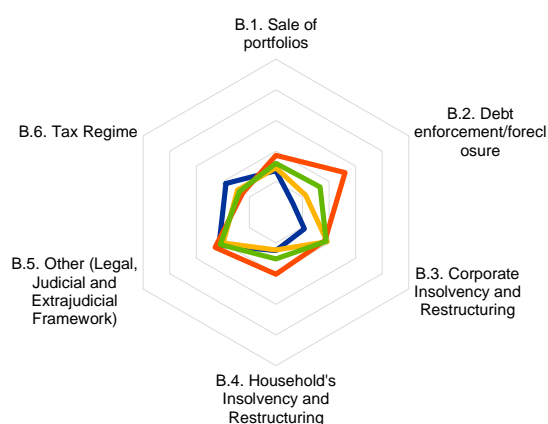 B.1. Sale of
portfolios
B.2. Debt
enforcement/forecl
osure
B.3. Corporate
Insolvency and
Restructuring
B.4. Household's
Insolvency and
Restructuring
B.5. Other (Legal,
Judicial and
Extrajudicial
Framework)
B.6. Tax Regime